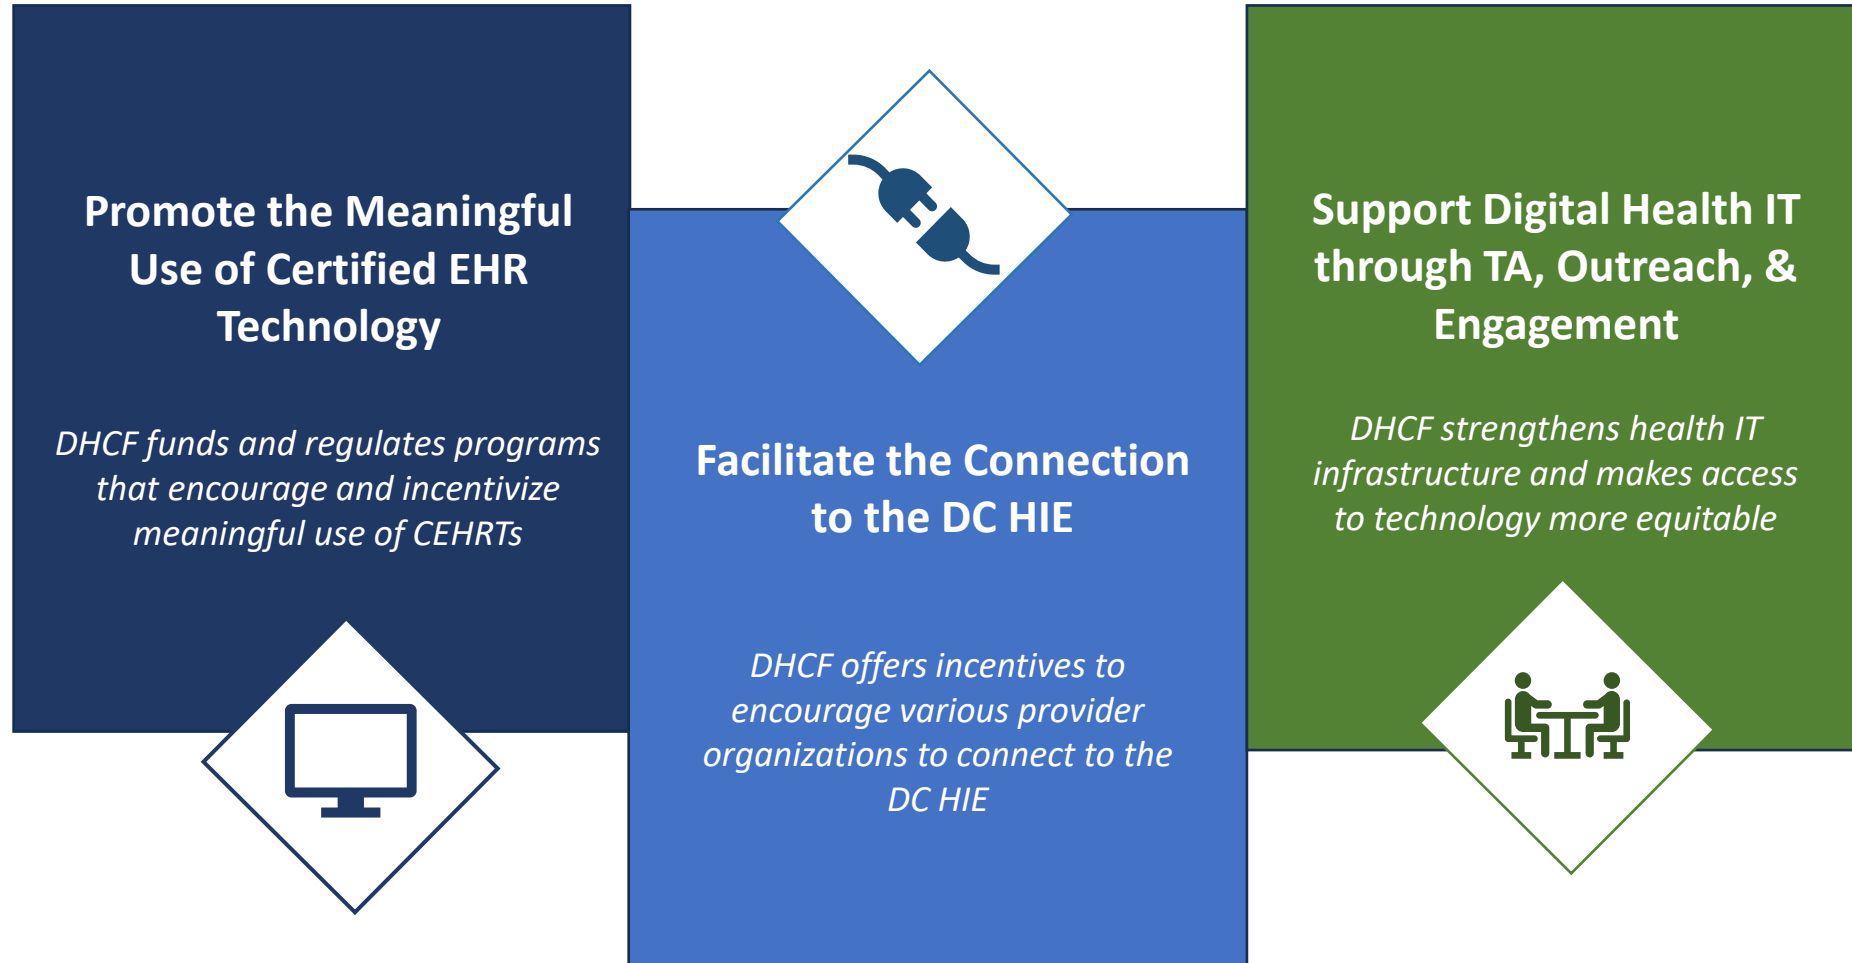 Promote the Meaningful
Use of Certified EHR
Technology
DHCF funds and regulates programs
that encourage and incentivize
meaningful use of CEHRTs
Facilitate the Connection
to the DC HIE
DHCF offers incentives to
encourage various provider
organizations to connect to the
DC HIE
Support Digital Health IT
through TA, Outreach, &
Engagement
DHCF strengthens health IT
infrastructure and makes access
to technology more equitable